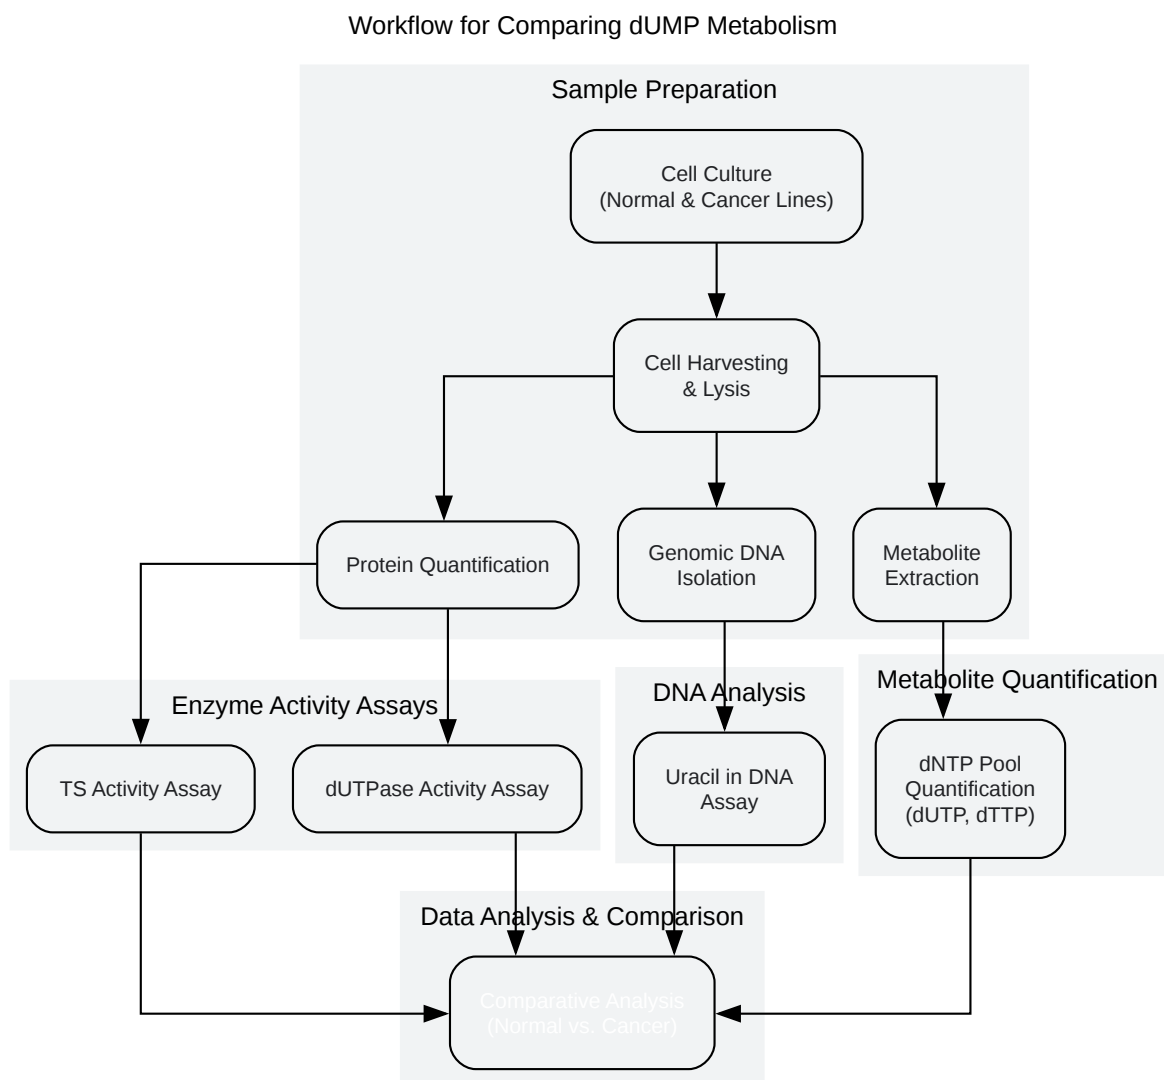 Workflow for Comparing dUMP Metabolism
Sample Preparation
Cell Culture
(Normal & Cancer Lines)
Cell Harvesting
& Lysis
Protein Quantification
Genomic DNA
Isolation
Metabolite
Extraction
Enzyme Activity Assays
DNA Analysis
Metabolite Quantification
TS Activity Assay
dUTPase Activity Assay
Uracil in DNA
Assay
dNTP Pool
Quantification
(dUTP, dTTP)
Data Analysis & Comparison
Comparative Analysis
(Normal vs. Cancer)